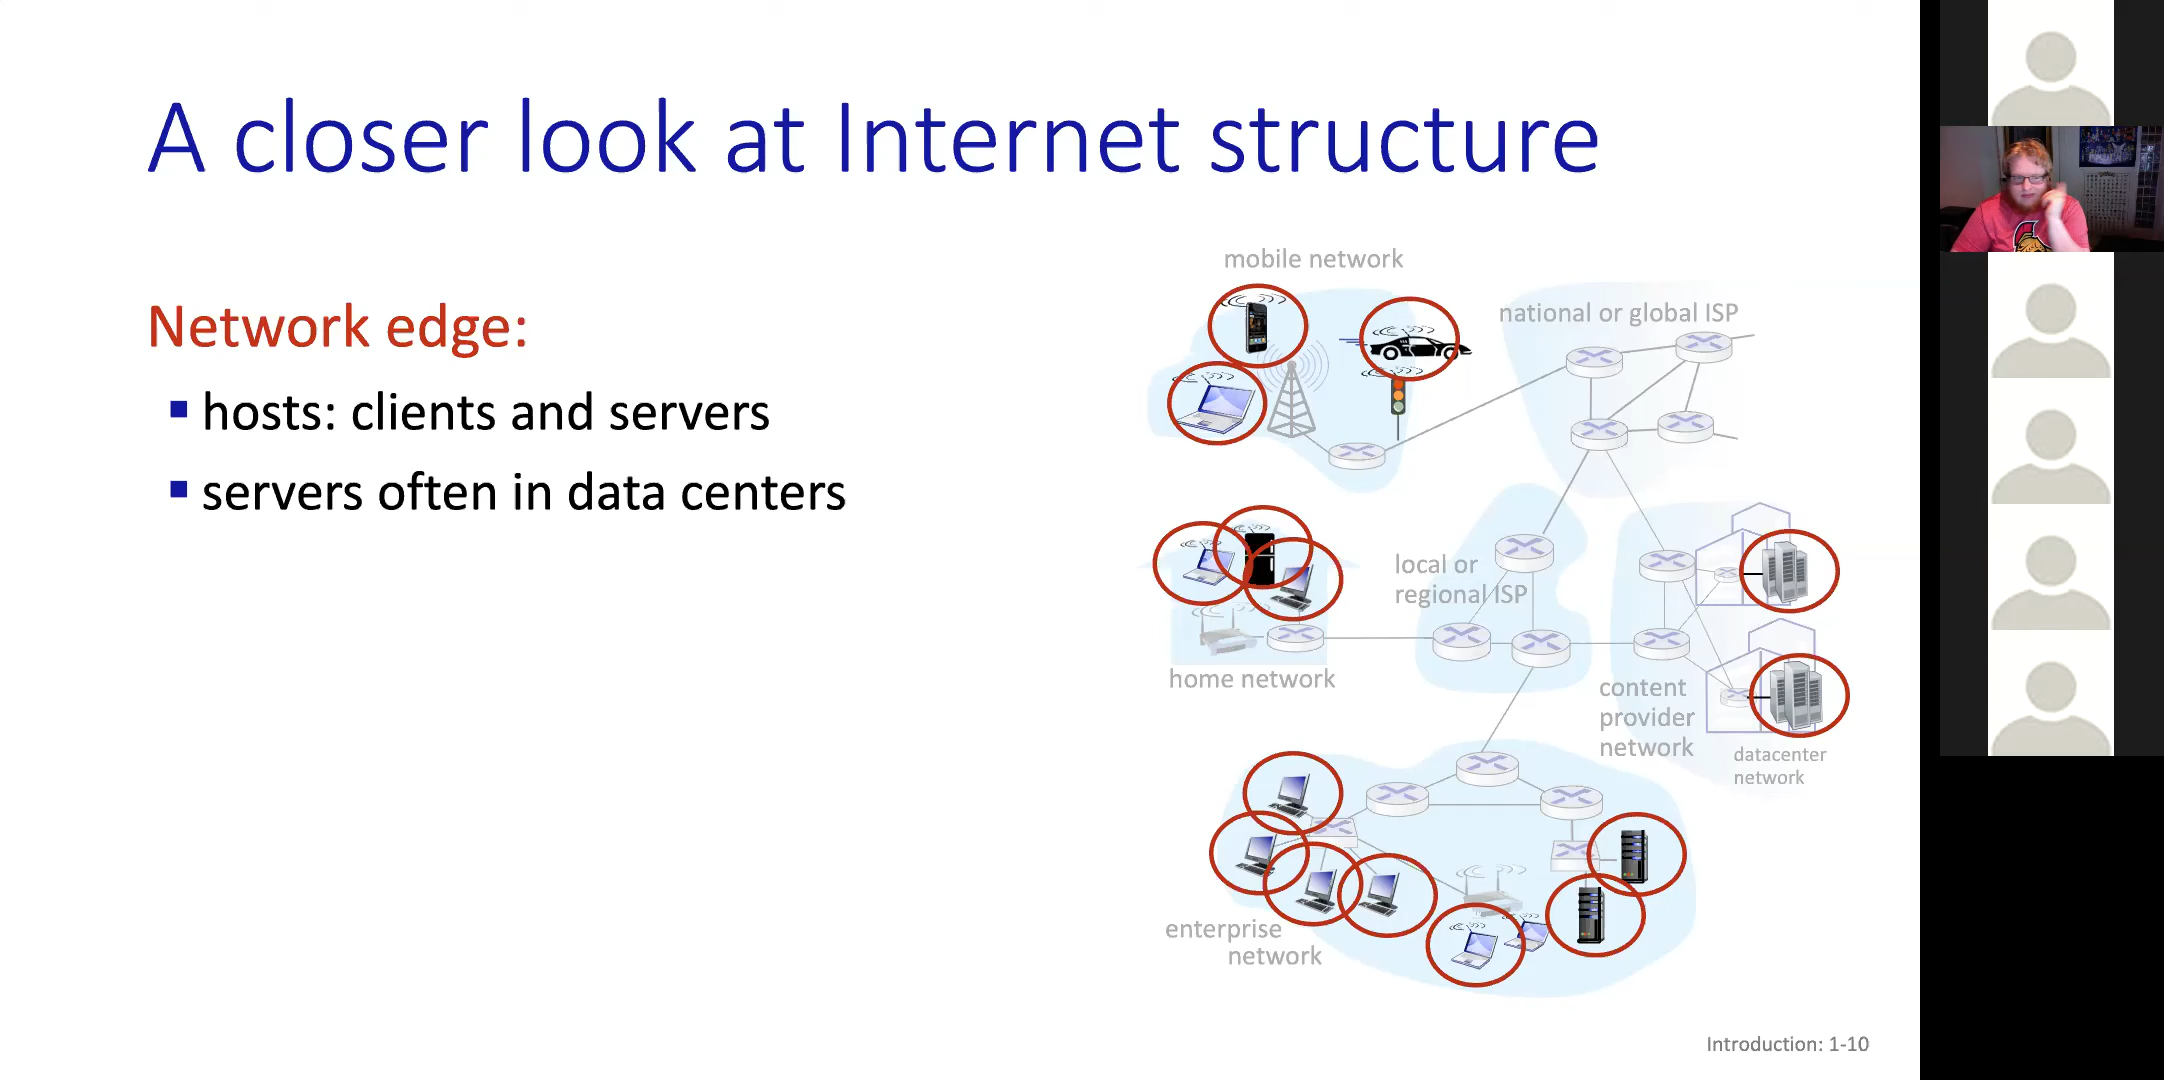 A closer look at Internet structure
Network edge:
hosts: clients and servers
servers often in data centers
mobile network
national or global ISP
local or
regional ISP
home network
content
provider
network
datacenter
network
enterprise
network
Introduction: 1-10